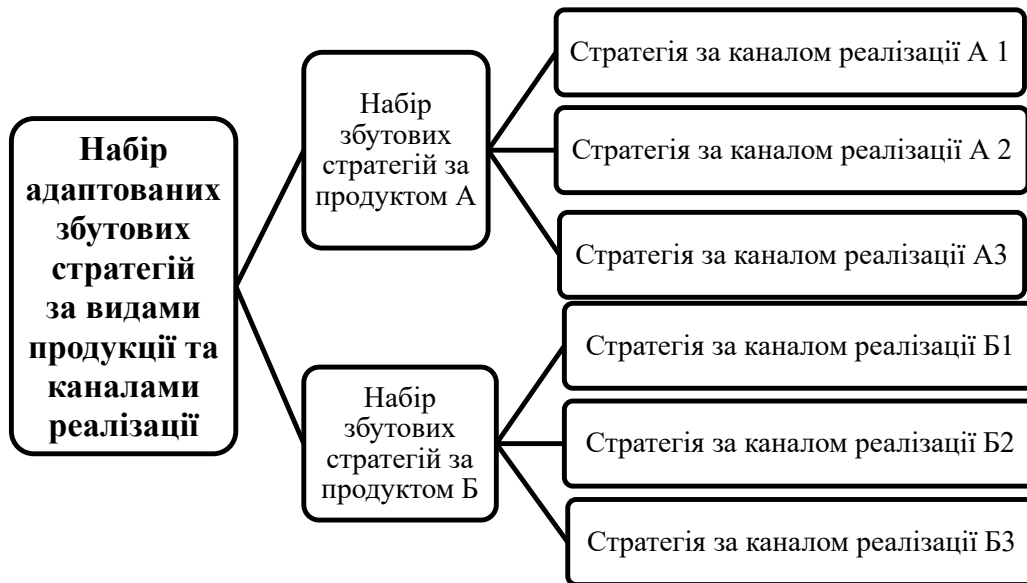 Набір
адаптованих
збутових
стратегій
за видами
продукції та
каналами
реалізації
Набір
збутових
стратегій за
продуктом А
Стратегія за каналом реалізації А 1
Стратегія за каналом реалізації А 2
Стратегія за каналом реалізації А3
Набір
збутових
стратегій за
продуктом Б
Стратегія за каналом реалізації Б1
Стратегія за каналом реалізації Б2
Стратегія за каналом реалізації Б3